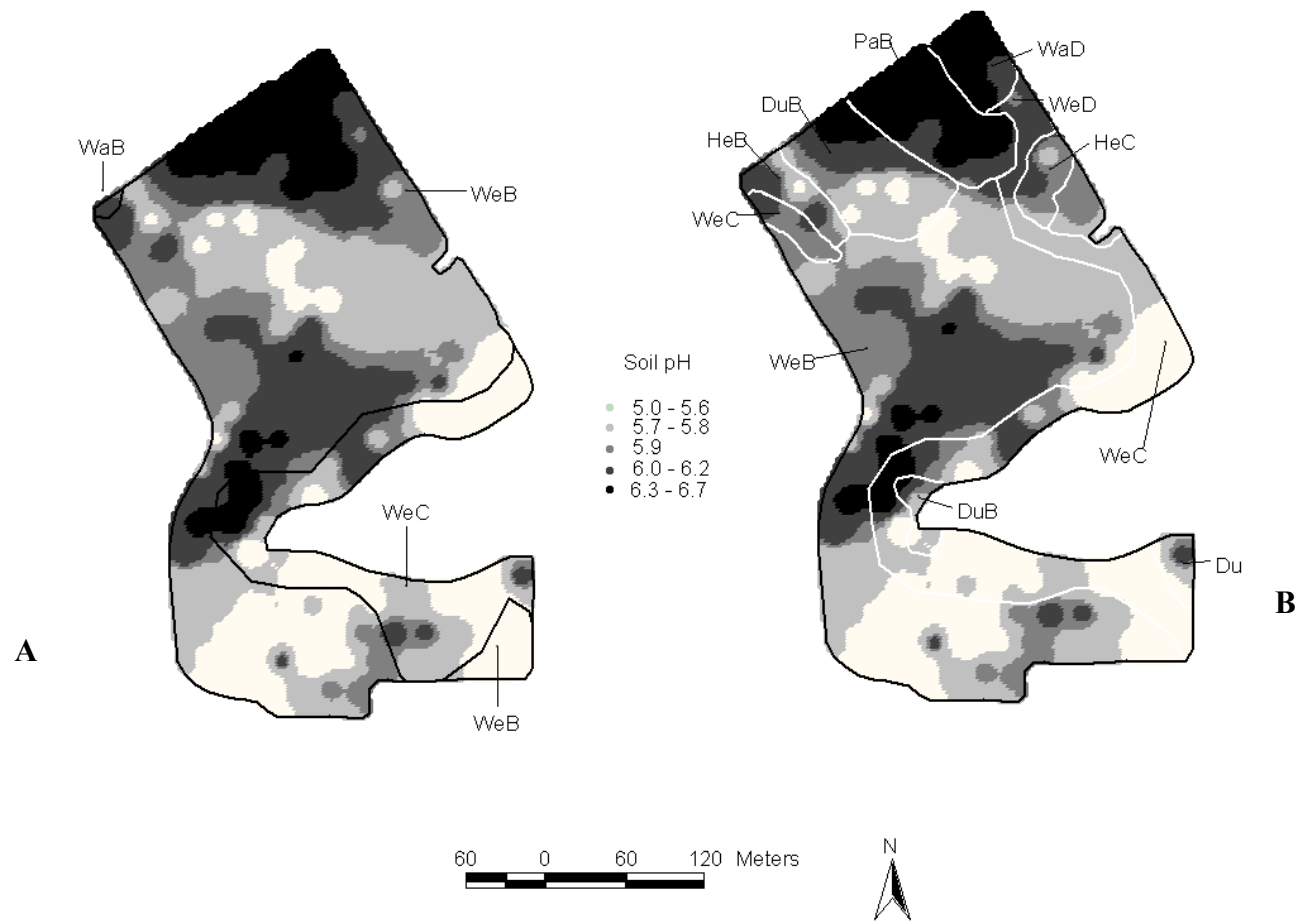 PaB
WaD
DuB
WeD
WaB
HeB
HeC
WeB
WeC
Soil pH
5.0 - 5.6
5.7 - 5.8
5.9
6.0 - 6.2
6.3 - 6.7
WeB
WeC
WeC
DuB
Du
B
A
WeB
60 0 60 120 Meters
N